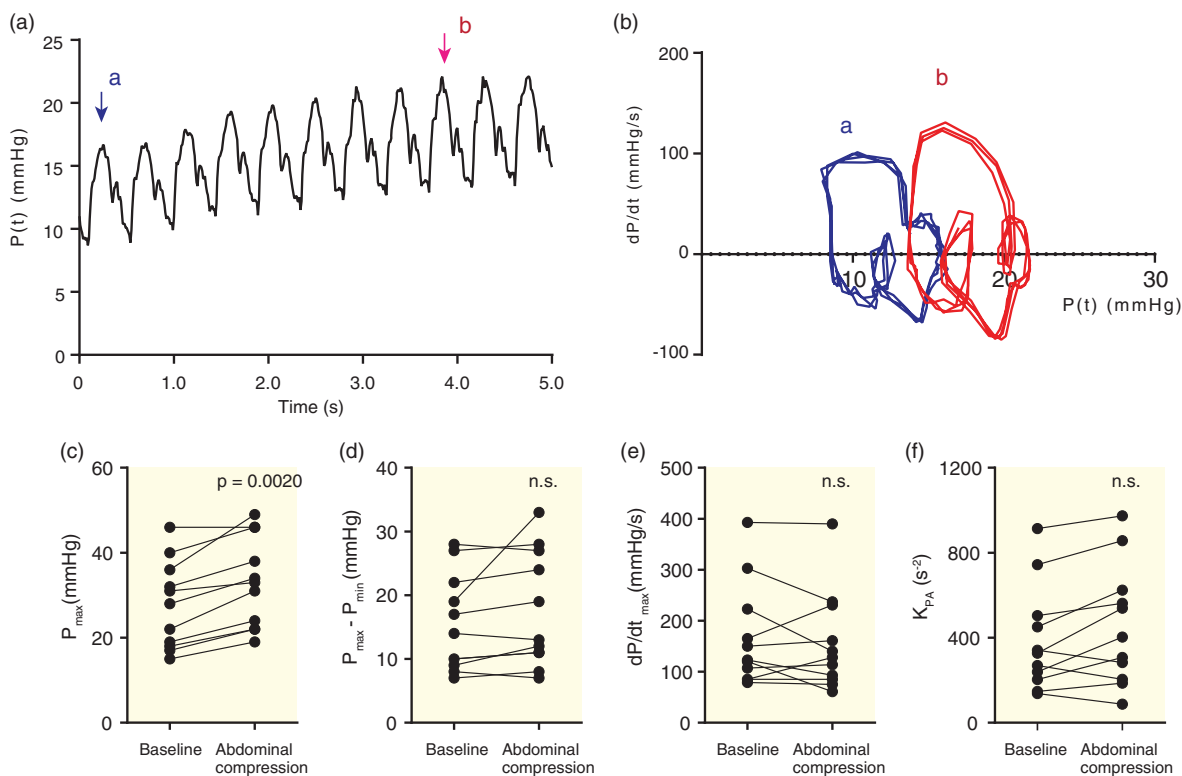 (a)
a
b
25
20
15
10
5
0
P(t) (mmHg)
0
1.0
2.0
3.0
4.0
5.0
Time (s)
(b)
a
b
200
100
0
-100
dP/dt (mmHg/s)
10
20
30
P(t) (mmHg)
(c)
p = 0.0020
60
40
20
0
Pmax (mmHg)
Baseline
Abdominal
compression
(d)
n.s.
40
30
20
10
0
Pmax - Pmin (mmHg)
Baseline
Abdominal
compression
(e)
n.s.
500
400
300
200
100
0
dP/dt max (mmHg/s)
Baseline
Abdominal
compression
(f)
n.s.
1200
800
400
0
KPA (s-2)
Baseline
Abdominal
compression